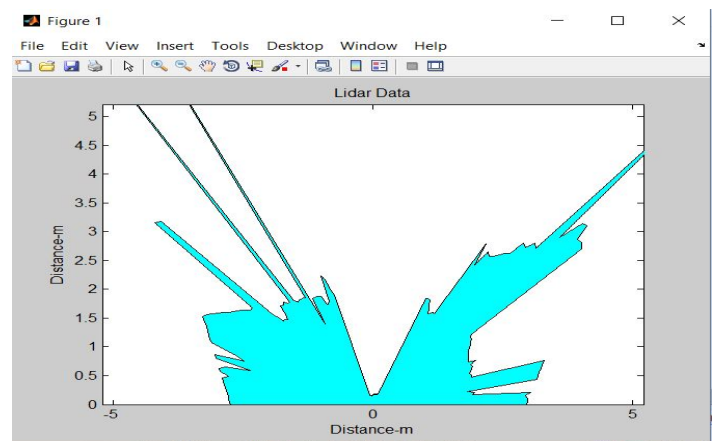 Figure 1
File Edit View Insert Tools Desktop Window Help
Lidar Data
5
4.5
4
3.5
3
2.5
2
1.5
1
0.5
0
Distance-m
-5 0 5
Distance-m